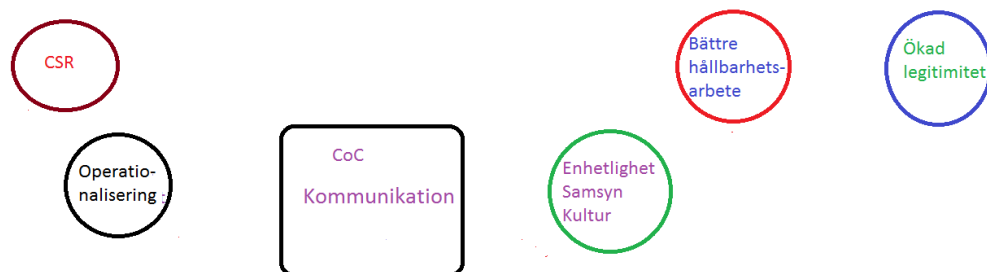 CSR
Operatio-
nalisering
CoC
Kommunikation
Enhetlighet
Samsyn
Kultur
Bättre
hållbarhets-
arbete
Ökad
legitimitet